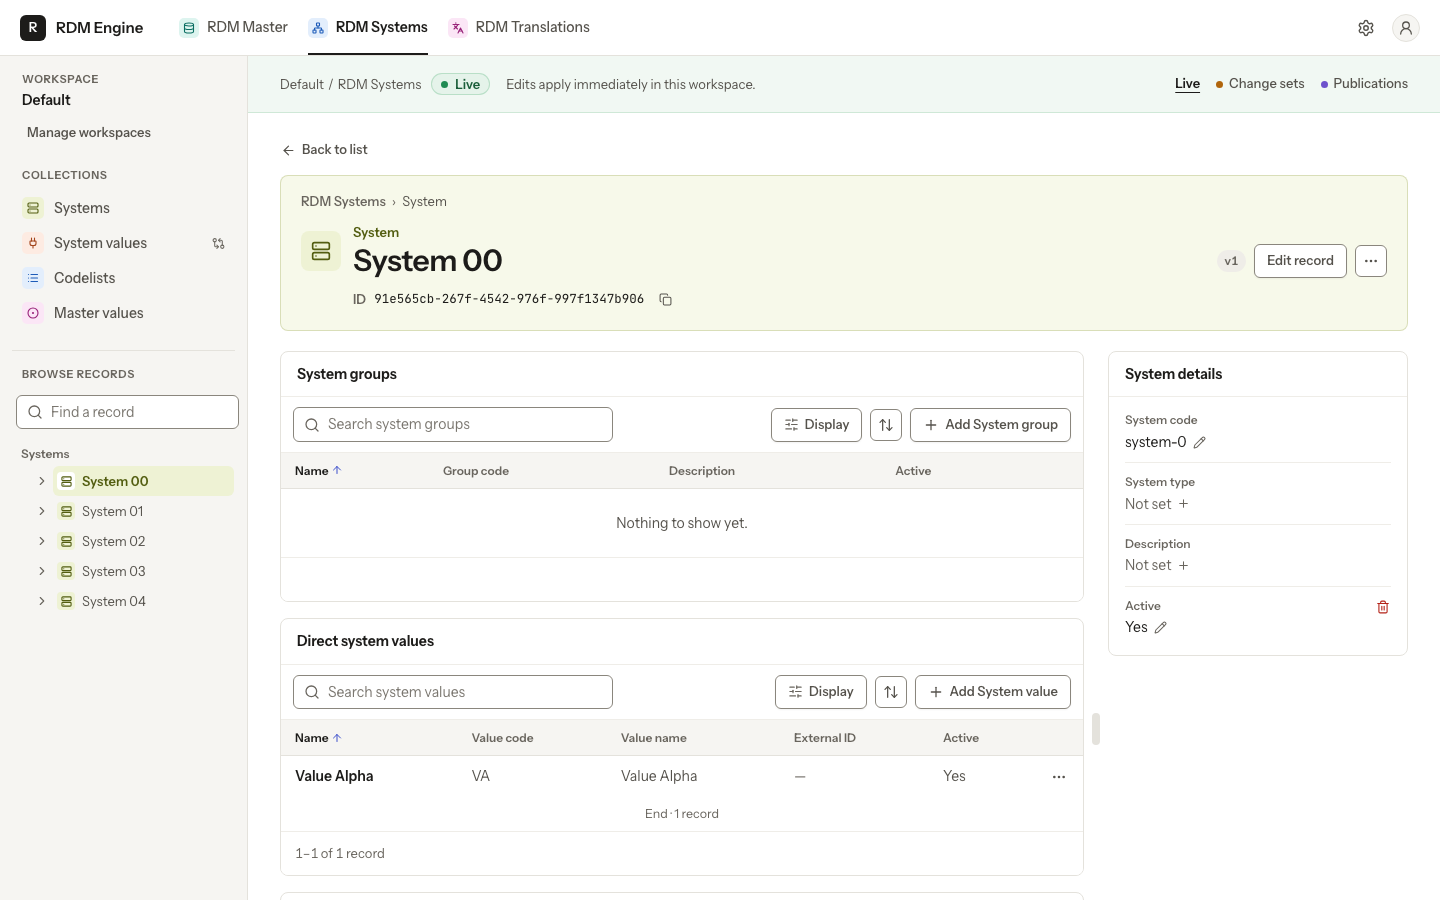 R RDM Engine RDM Master RDM Systems RDM Translations
WORKSPACE
Default
Manage workspaces
COLLECTIONS
Systems
System values
Codelists
Master values
BROWSE RECORDS
Find a record
Systems
System 00
System 01
System 02
System 03
System 04
Default / RDM Systems Live Edits apply immediately in this workspace. Live Change sets Publications
Back to list
RDM Systems › System
System
System 00
ID 91e565cb-267f-4542-976f-997f1347b906
v1 Edit record
System groups
Search system groups Display Add System group
Name Group code Description Active
Nothing to show yet.
Direct system values
Search system values Display Add System value
Name Value code Value name External ID Active
Value Alpha VA Value Alpha — Yes
End · 1 record
1–1 of 1 record
System details
System code
system-0
System type
Not set
Description
Not set
Active
Yes